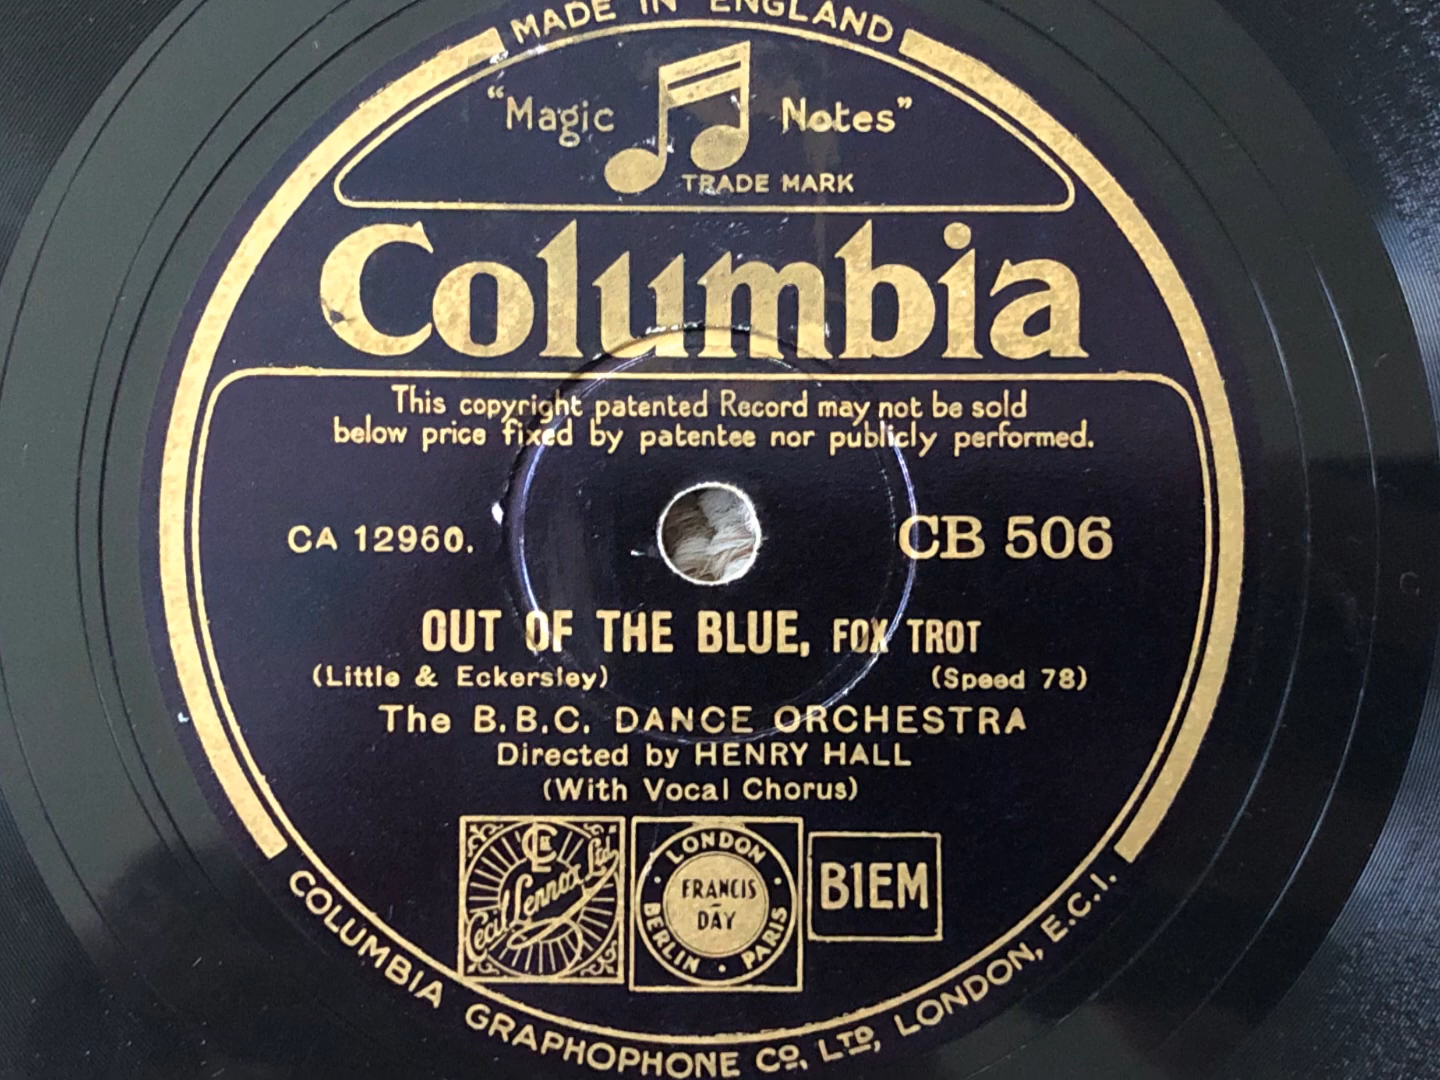 MADE IN ENGLAND
"Magic Notes"
TRADE MARK
Columbia
This copyright patented Record may not be sold
below price fixed by patentee nor publicly performed.
CA 12960.
CB 506
OUT OF THE BLUE, FOX TROT
(Little & Eckersley)
(Speed 78)
The B.B.C. DANCE ORCHESTRA
Directed by HENRY HALL
(With Vocal Chorus)
Cecil Lennox Ltd
LONDON
FRANCIS
DAY
BERLIN · PARIS
BIEM
COLUMBIA GRAPHOPHONE Co., LTD, LONDON, E.C.1.